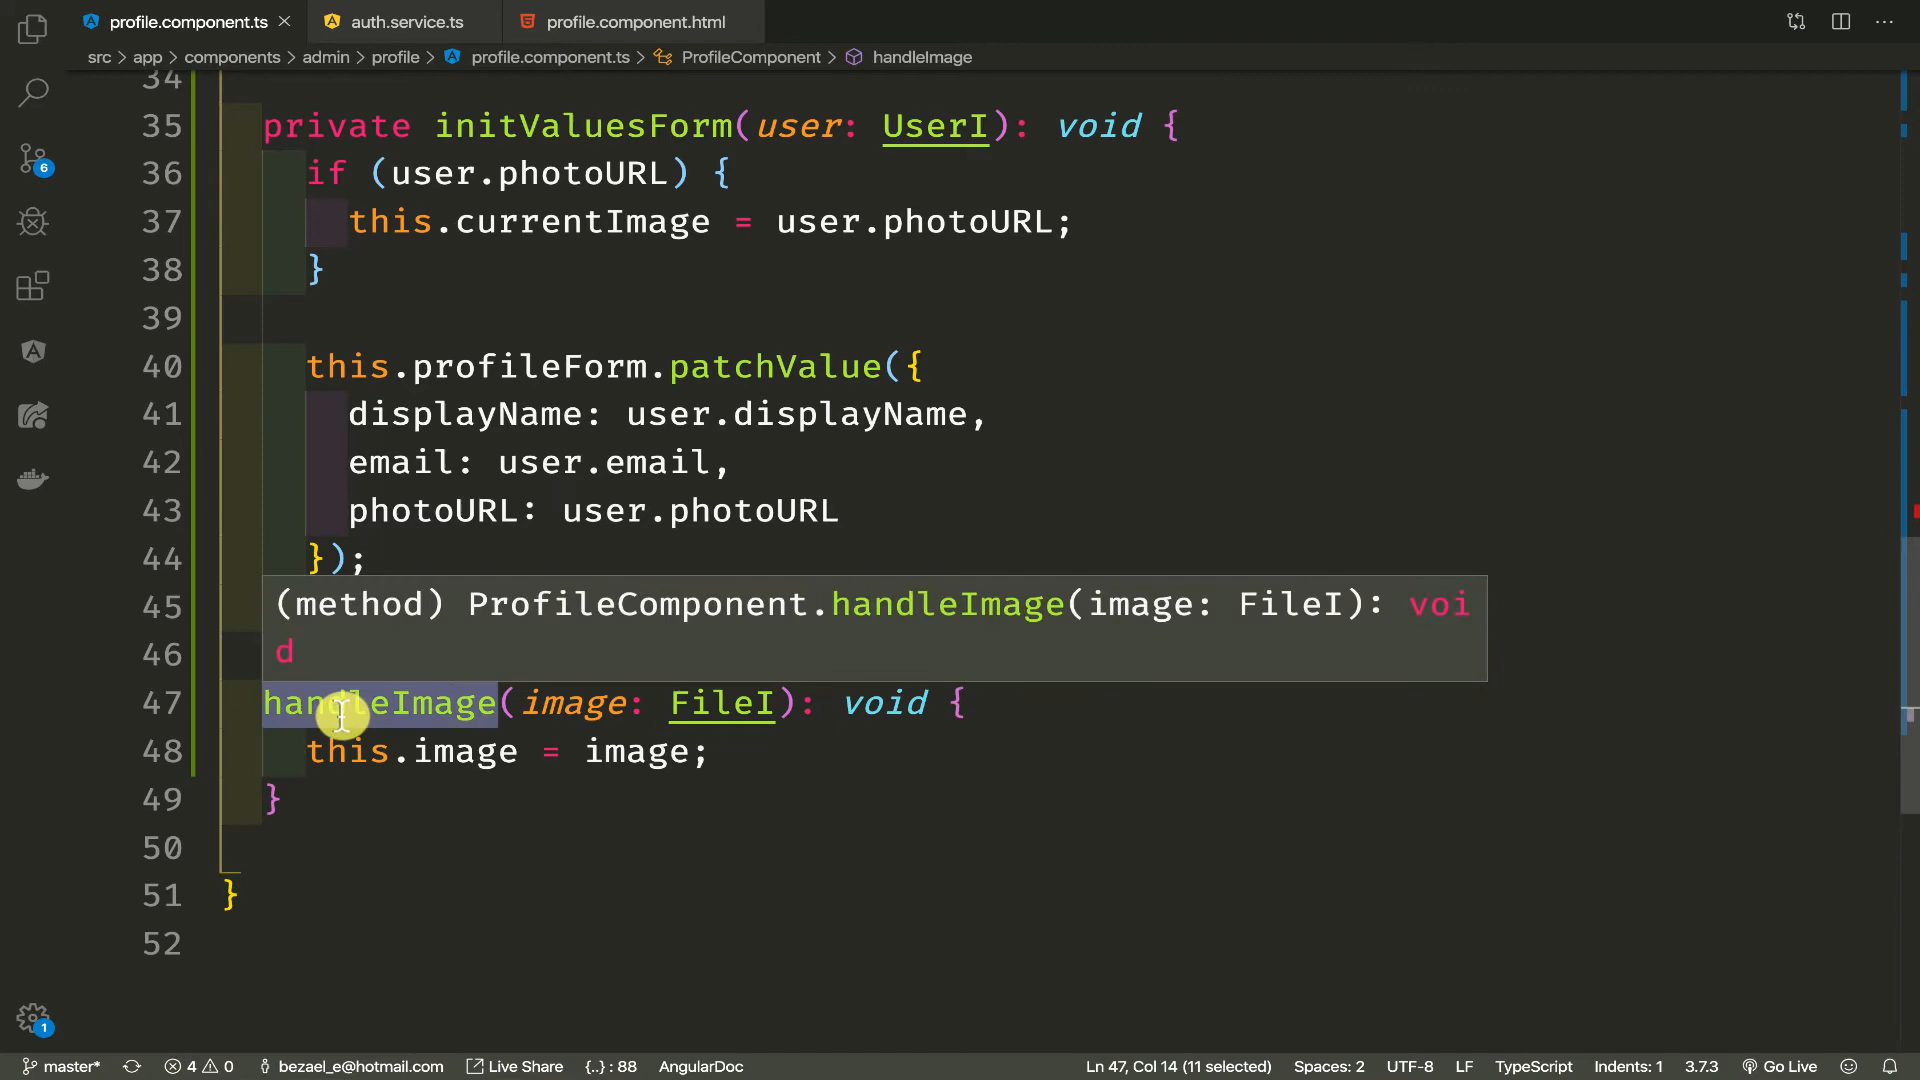 profile.component.ts auth.service.ts profile.component.html
src > app > components > admin > profile > profile.component.ts > ProfileComponent > handleImage
34
35 private initValuesForm(user: UserI): void {
36 if (user.photoURL) {
37 this.currentImage = user.photoURL;
38 }
39
40 this.profileForm.patchValue({
41 displayName: user.displayName,
42 email: user.email,
43 photoURL: user.photoURL
44 });
45 (method) ProfileComponent.handleImage(image: FileI): voi
46 d
47 handleImage(image: FileI): void {
48 this.image = image;
49 }
50
51 }
52
6
1
master* 4 0 bezael_e@hotmail.com Live Share {..} : 88 AngularDoc Ln 47, Col 14 (11 selected) Spaces: 2 UTF-8 LF TypeScript Indents: 1 3.7.3 Go Live